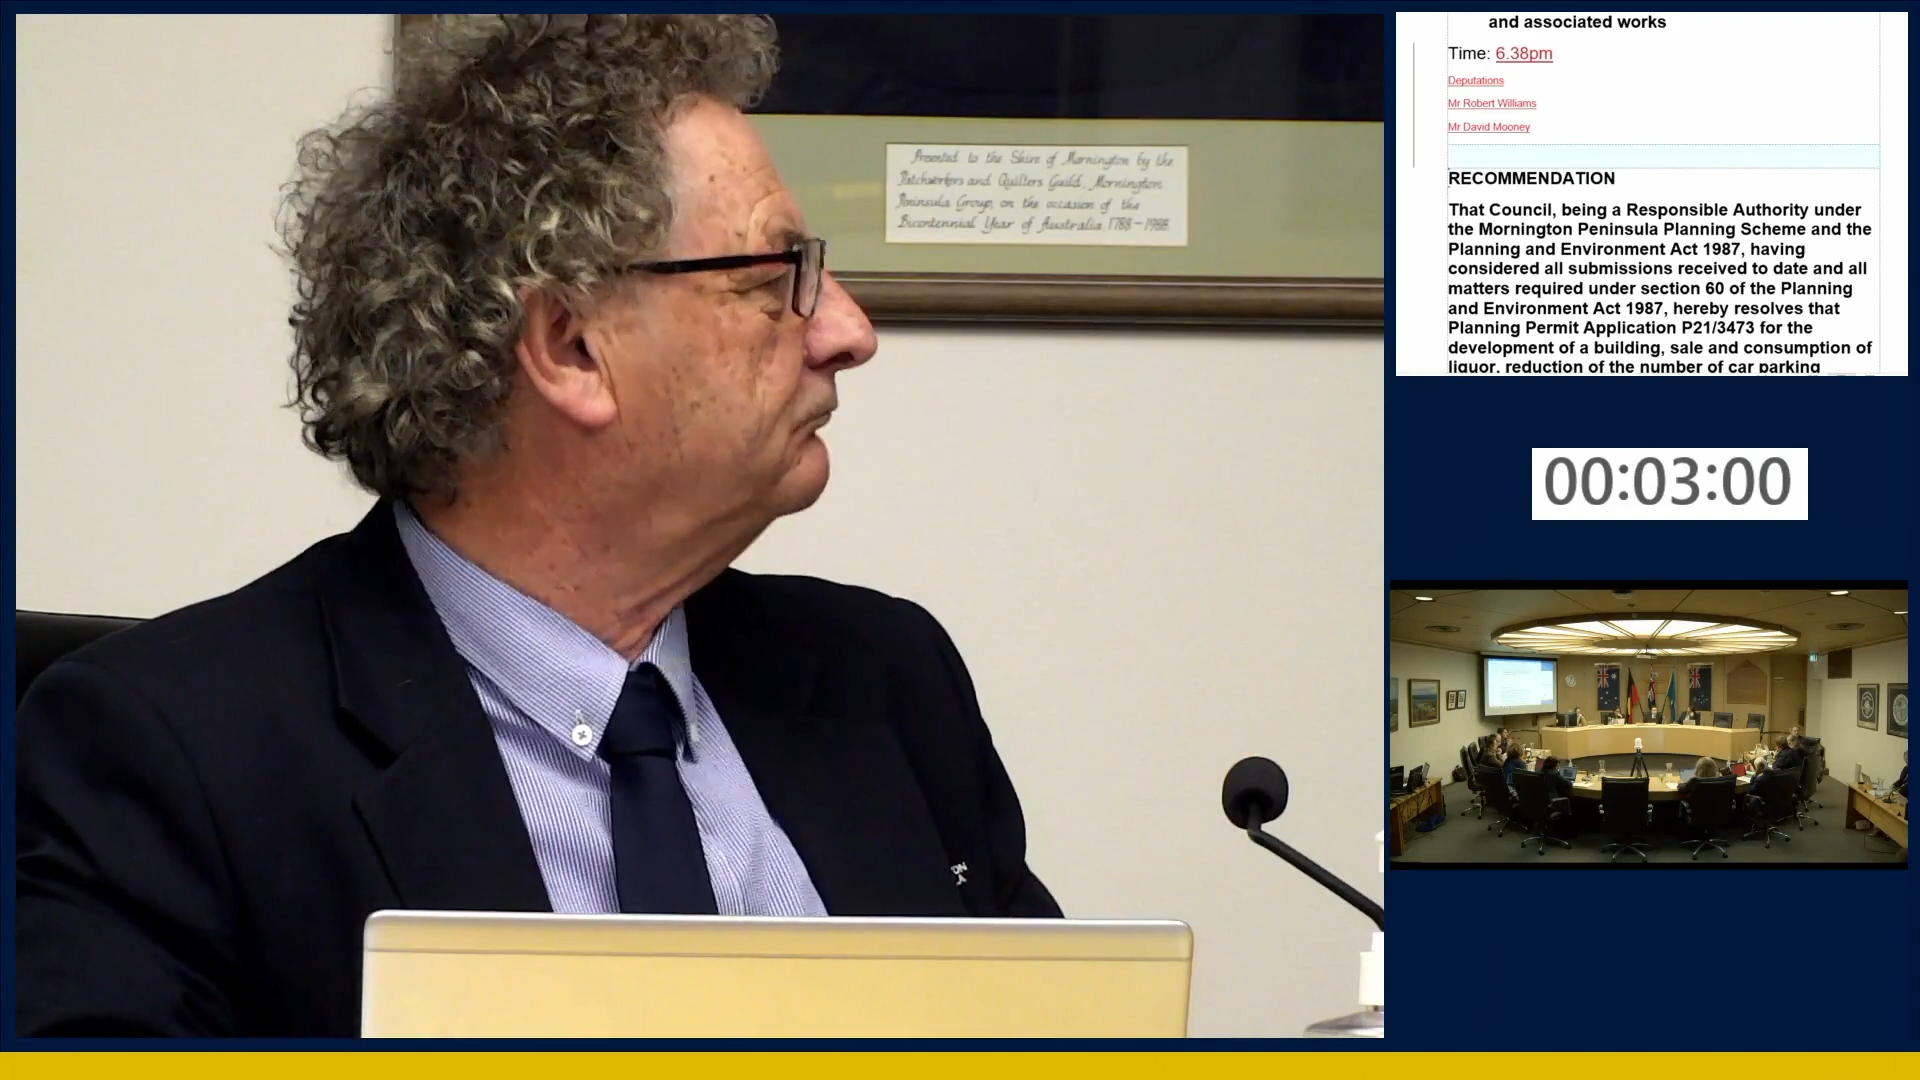 Presented to the Shire of Mornington by the
Patchworkers and Quilters Guild, Mornington
Peninsula Group, on the occasion of the
Bicentennial Year of Australia, 1788-1988.
and associated works
Time: 6.38pm
Deputations
Mr Robert Williams
Mr David Mooney
RECOMMENDATION
That Council, being a Responsible Authority under
the Mornington Peninsula Planning Scheme and the
Planning and Environment Act 1987, having
considered all submissions received to date and all
matters required under section 60 of the Planning
and Environment Act 1987, hereby resolves that
Planning Permit Application P21/3473 for the
development of a building, sale and consumption of
liquor, reduction of the number of car parking
00:03:00